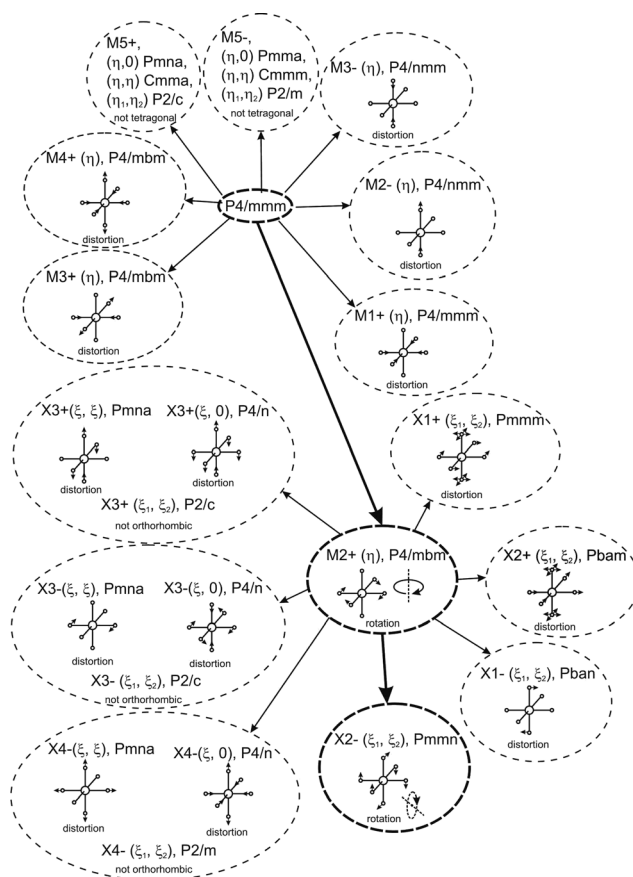 M5+,
(η,0) Pmna
(η,η) Cmma,
(η₁,η₂) P2/c
not tetragonal
M5-,
(η,0) Pmma
(η,η) Cmmm,
(η₁,η₂) P2/m
not tetragonal
M3- (η), P4/nmm
distortion
M4+ (η), P4/mbm
distortion
P4/mmm
M2- (η), P4/nmm
distortion
M3+ (η), P4/mbm
distortion
M1+ (η), P4/mmm
distortion
X3+(ξ, ξ), Pmna
distortion
X3+(ξ, 0), P4/n
distortion
X3+ (ξ₁, ξ₂), P2/c
not orthorhombic
X1+ (ξ₁, ξ₂), Pmmm
distortion
M2+ (η), P4/mbm
rotation
X2+ (ξ₁, ξ₂), Pbam
distortion
X3-(ξ, ξ), Pmna
distortion
X3-(ξ, 0), P4/n
distortion
X3- (ξ₁, ξ₂), P2/c
not orthorhombic
X1- (ξ₁, ξ₂), Pban
distortion
X4-(ξ, ξ), Pmna
distortion
X4-(ξ, 0), P4/n
distortion
X4- (ξ₁, ξ₂), P2/m
not orthorhombic
X2- (ξ₁, ξ₂), Pmmn
rotation